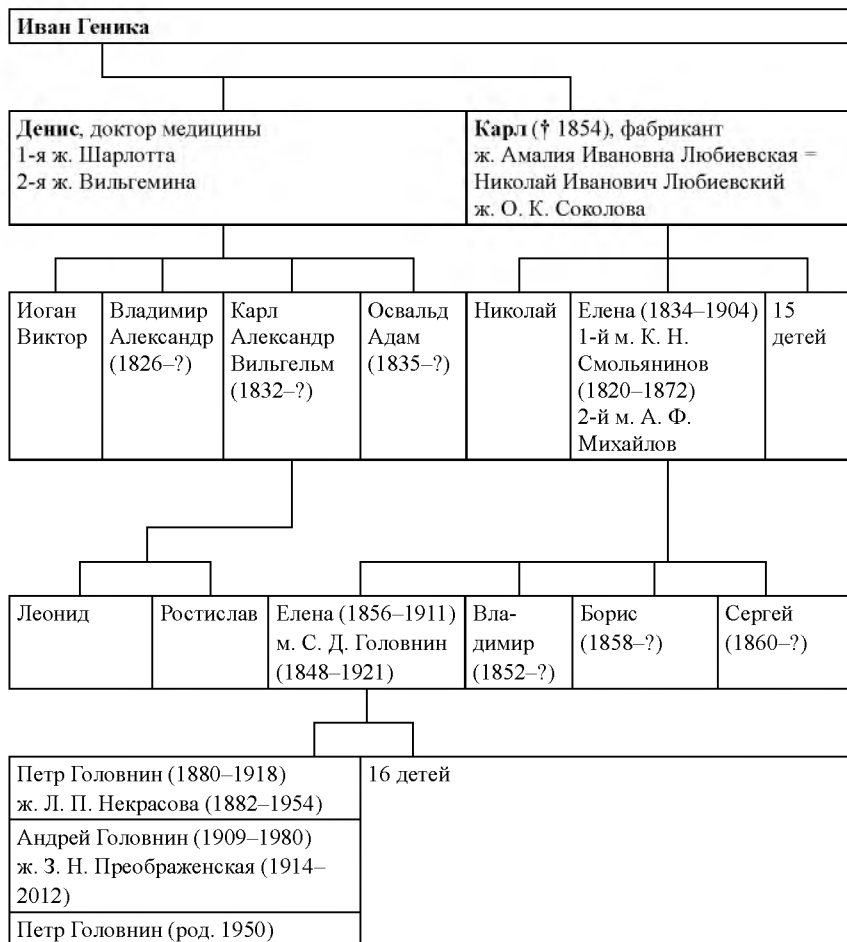 Иван Геника
Денис, доктор медицины
1-я ж. Шарлотта
2-я ж. Вильгемина
Карл († 1854), фабрикант
ж. Амалия Ивановна Любиевская =
Николай Иванович Любиевский
ж. О. К. Соколова
Иоган
Виктор
Владимир
Александр
(1826–?)
Карл
Александр
Вильгельм
(1832–?)
Освальд
Адам
(1835–?)
Николай
Елена (1834–1904)
1-й м. К. Н.
Смольянинов
(1820–1872)
2-й м. А. Ф.
Михайлов
15
детей
Леонид
Ростислав
Елена (1856–1911)
м. С. Д. Головнин
(1848–1921)
Вла-
димир
(1852–?)
Борис
(1858–?)
Сергей
(1860–?)
Петр Головнин (1880–1918)
ж. Л. П. Некрасова (1882–1954)
16 детей
Андрей Головнин (1909–1980)
ж. З. Н. Преображенская (1914–
2012)
Петр Головнин (род. 1950)